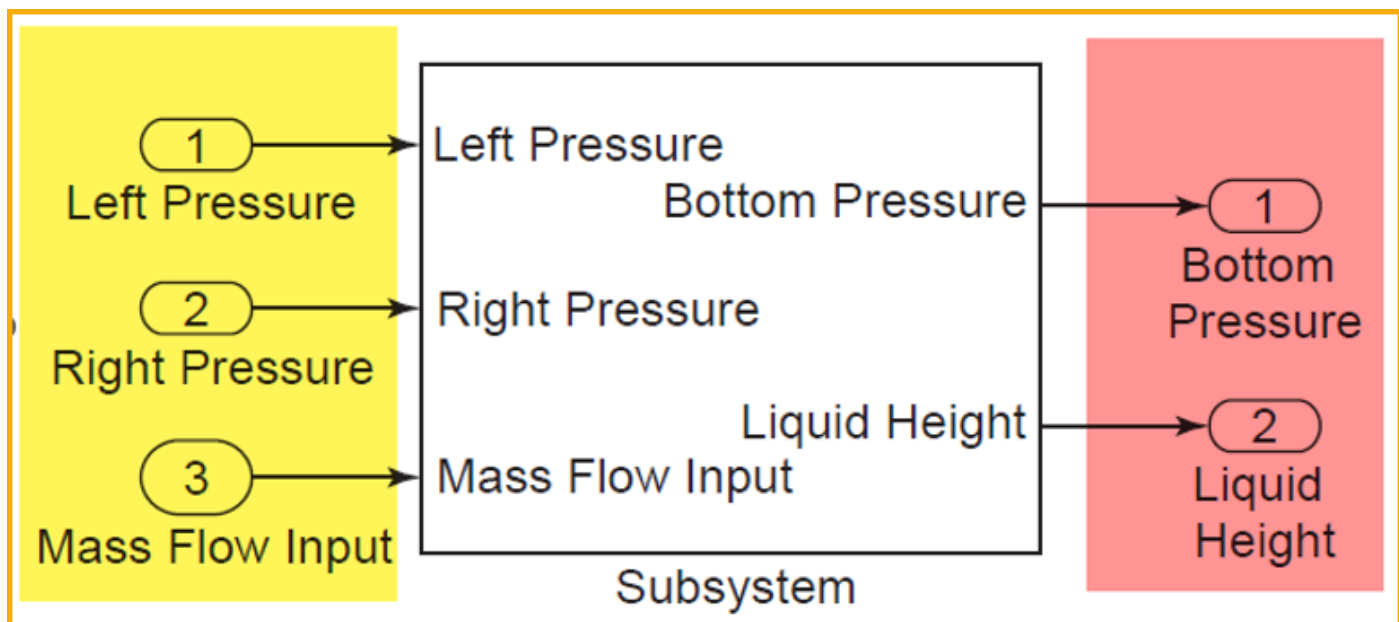 1
Left Pressure
2
Right Pressure
3
Mass Flow Input
Left Pressure
Bottom Pressure
Right Pressure
Liquid Height
Mass Flow Input
Subsystem
1
Bottom
Pressure
2
Liquid
Height